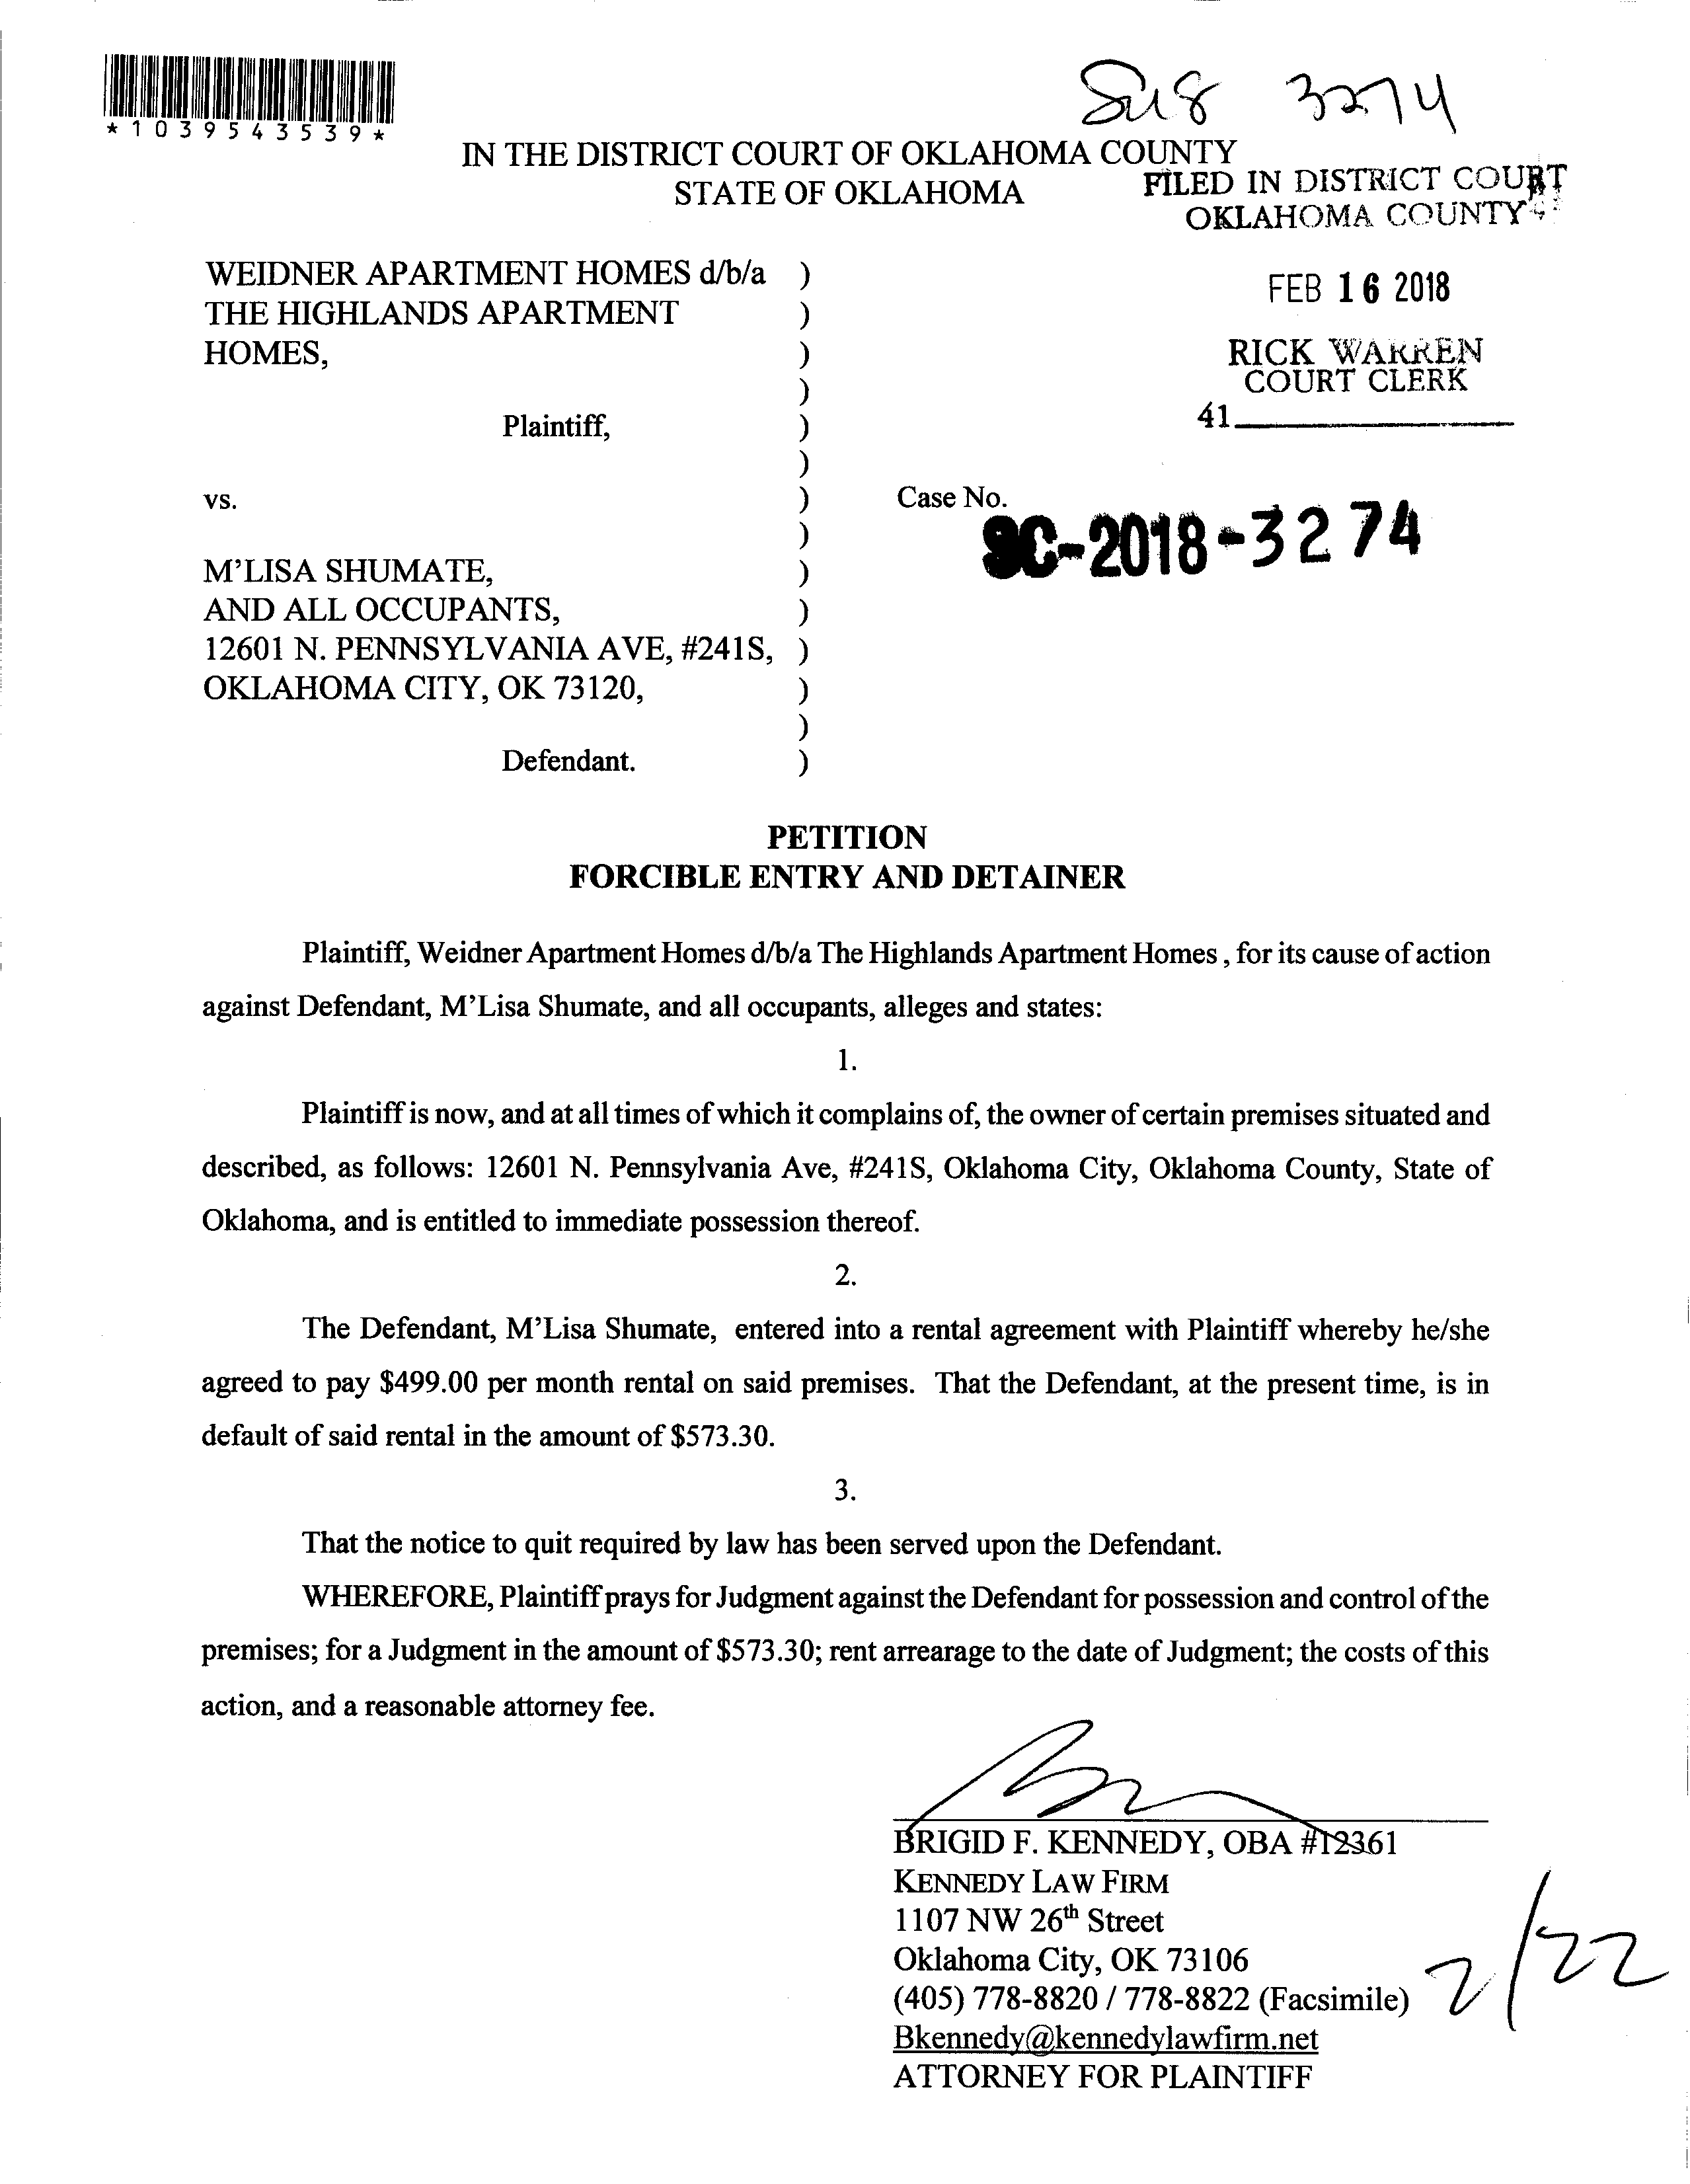 *1039543539*
3274
IN THE DISTRICT COURT OF OKLAHOMA COUNTY
STATE OF OKLAHOMA
FILED IN DISTRICT COURT
OKLAHOMA COUNTY
FEB 16 2018
RICK WARREN
COURT CLERK
41
WEIDNER APARTMENT HOMES d/b/a )
THE HIGHLANDS APARTMENT )
HOMES, )
)
Plaintiff, )
)
vs. ) Case No. SC-2018-3274
)
M'LISA SHUMATE, )
AND ALL OCCUPANTS, )
12601 N. PENNSYLVANIA AVE, #241S, )
OKLAHOMA CITY, OK 73120, )
)
Defendant. )
PETITION
FORCIBLE ENTRY AND DETAINER
Plaintiff, Weidner Apartment Homes d/b/a The Highlands Apartment Homes , for its cause of action
against Defendant, M'Lisa Shumate, and all occupants, alleges and states:
1.
Plaintiff is now, and at all times of which it complains of, the owner of certain premises situated and
described, as follows: 12601 N. Pennsylvania Ave, #241S, Oklahoma City, Oklahoma County, State of
Oklahoma, and is entitled to immediate possession thereof.
2.
The Defendant, M'Lisa Shumate, entered into a rental agreement with Plaintiff whereby he/she
agreed to pay $499.00 per month rental on said premises. That the Defendant, at the present time, is in
default of said rental in the amount of $573.30.
3.
That the notice to quit required by law has been served upon the Defendant.
WHEREFORE, Plaintiff prays for Judgment against the Defendant for possession and control of the
premises; for a Judgment in the amount of $573.30; rent arrearage to the date of Judgment; the costs of this
action, and a reasonable attorney fee.
BRIGID F. KENNEDY, OBA #12361
KENNEDY LAW FIRM
1107 NW 26th Street
Oklahoma City, OK 73106
(405) 778-8820 / 778-8822 (Facsimile)
Bkennedy@kennedylawfirm.net
ATTORNEY FOR PLAINTIFF
2/22